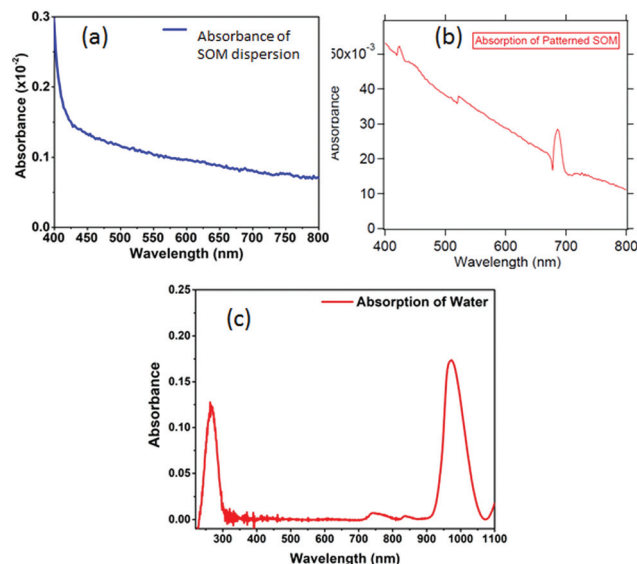 (a)
Absorbance of
SOM dispersion
Absorbance (x10-2)
0.3
0.2
0.1
0.0
400 450 500 550 600 650 700 750 800
Wavelength (nm)
(b)
Absorption of Patterned SOM
Absorbance
50x10-3
40
30
20
10
0
400 500 600 700 800
Wavelength (nm)
(c)
Absorption of Water
Absorbance
0.25
0.20
0.15
0.10
0.05
0.00
300 400 500 600 700 800 900 1000 1100
Wavelength (nm)